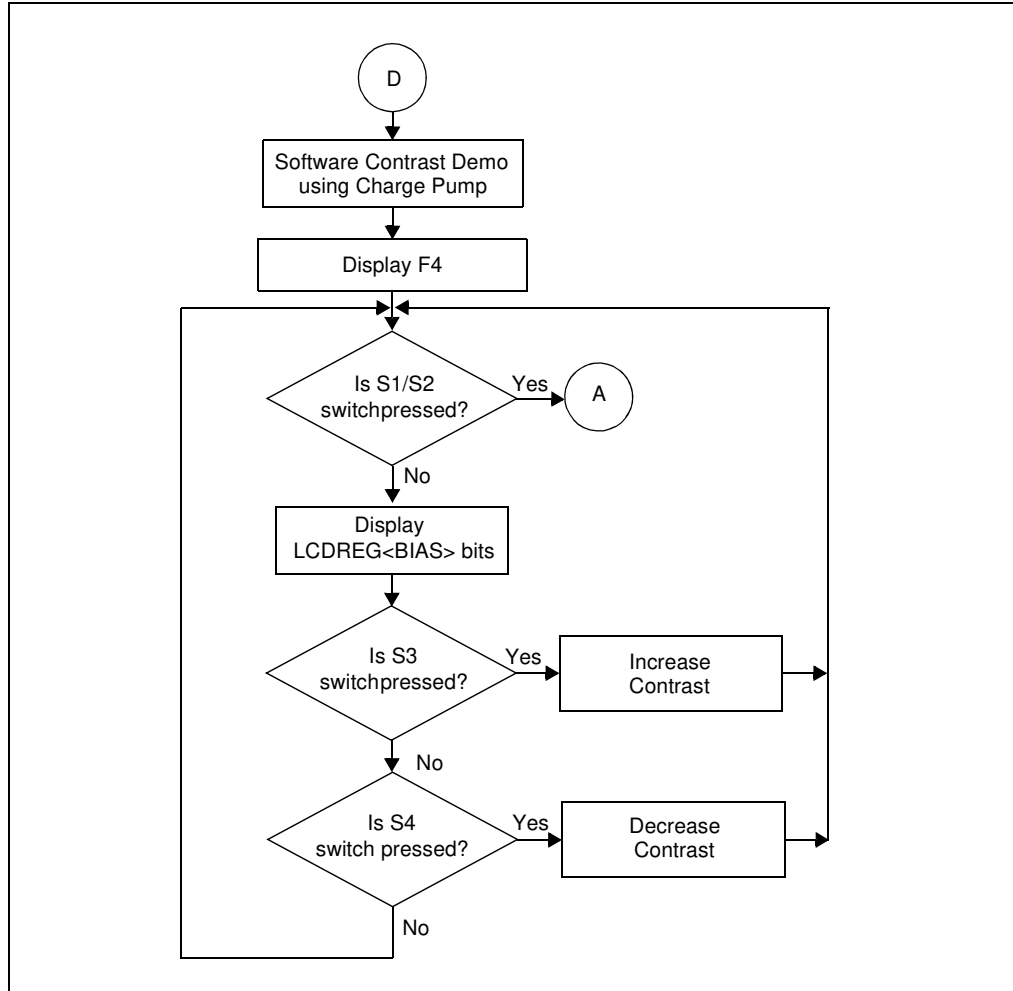 D
Software Contrast Demo
using Charge Pump
Display F4
Is S1/S2
switchpressed?
Yes
A
No
Display
LCDREG<BIAS> bits
Is S3
switchpressed?
Yes
Increase
Contrast
No
Is S4
switch pressed?
Yes
Decrease
Contrast
No